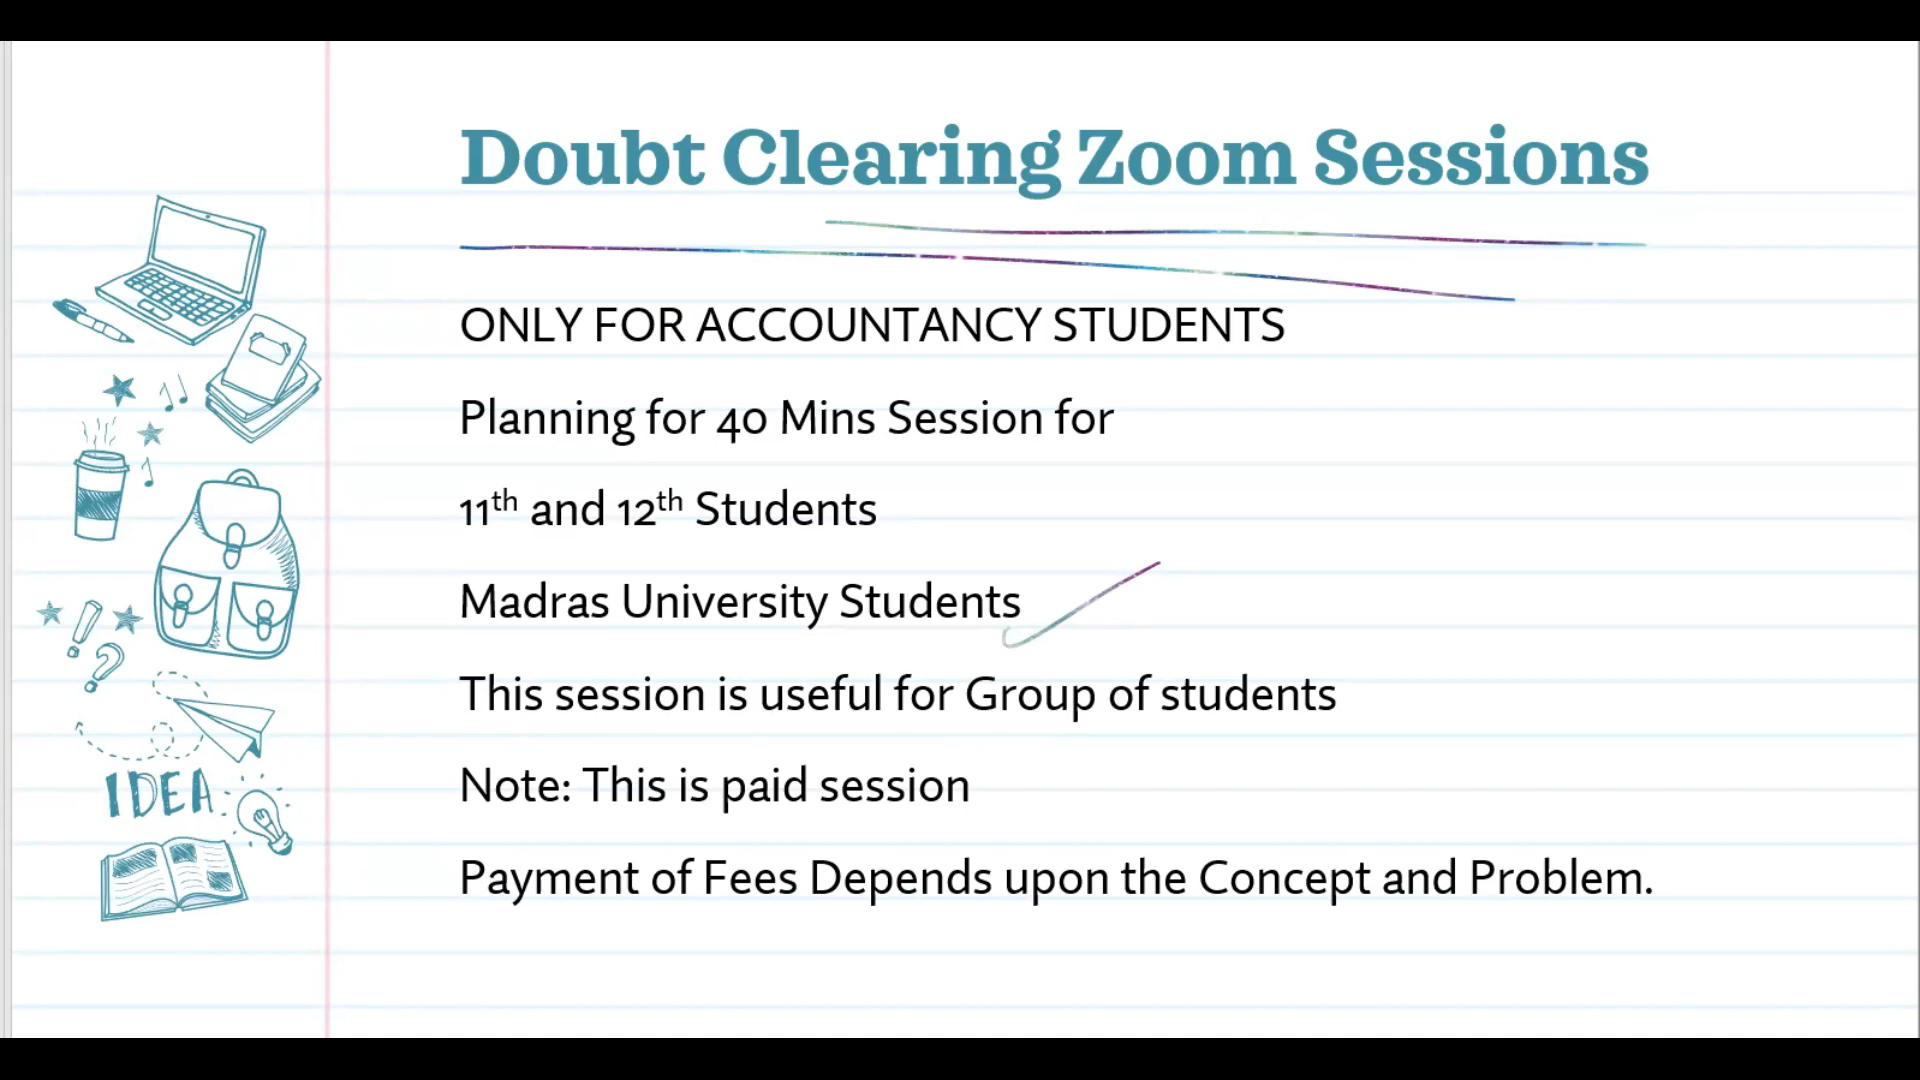 Doubt Clearing Zoom Sessions
ONLY FOR ACCOUNTANCY STUDENTS
Planning for 40 Mins Session for
11th and 12th Students
Madras University Students
This session is useful for Group of students
Note: This is paid session
Payment of Fees Depends upon the Concept and Problem.
IDEA